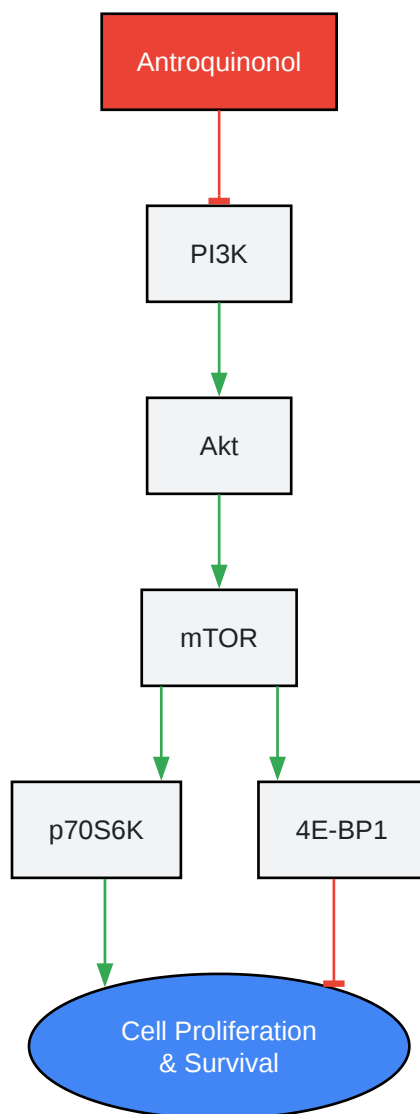 Antroquinonol
PI3K
Akt
mTOR
p70S6K
4E-BP1
Cell Proliferation
& Survival